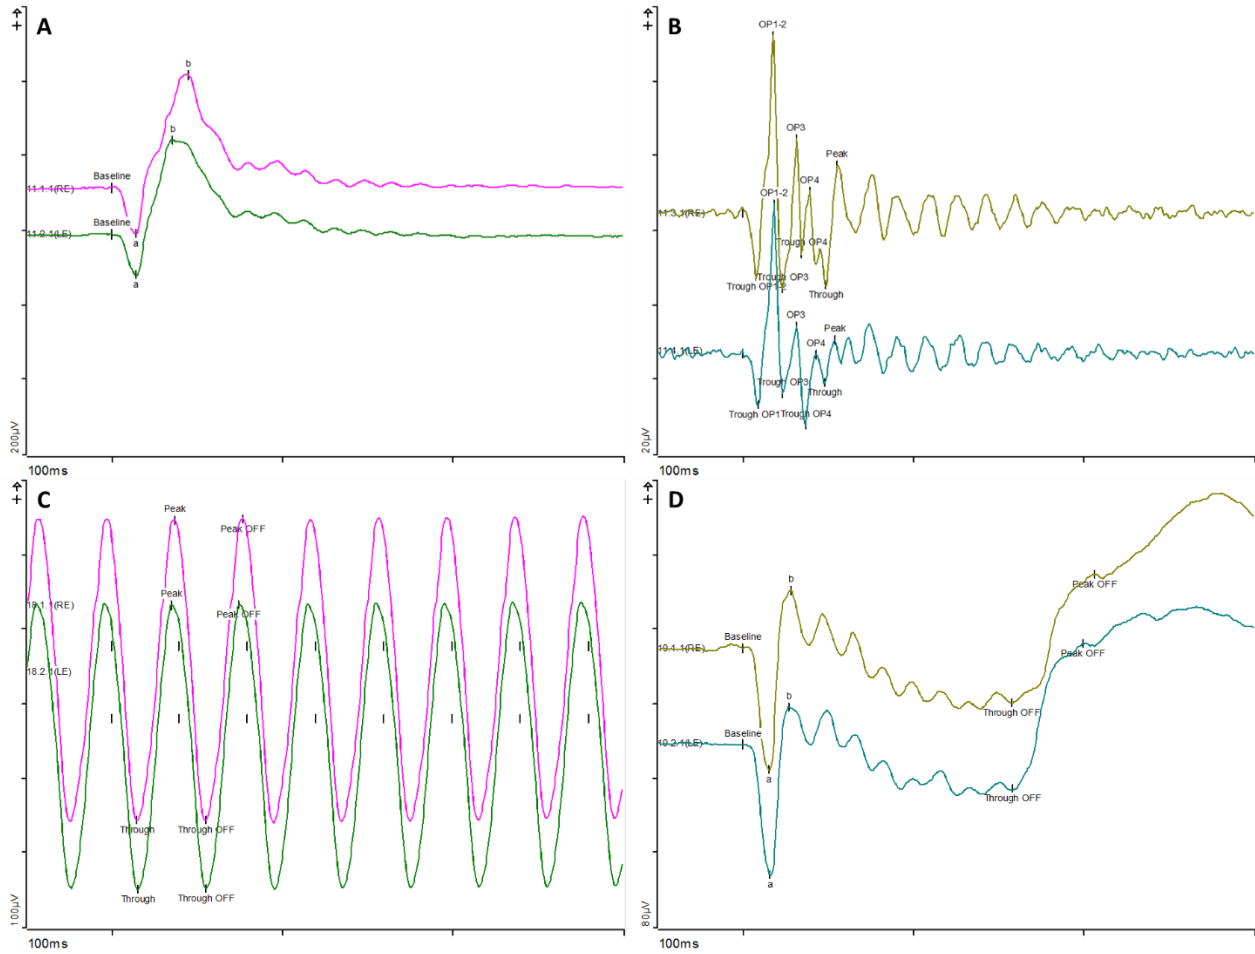 A
b
b
Baseline
11.1.1(RE)
Baseline
11.2.1(LE)
a
a
200µV
100ms
B
OP1-2
OP3
Peak
OP4
OP1-2
11.3.1(RE)
Trough OP4
Trough OP3
Trough OP1-2
Through
OP3
Peak
OP4
11.4.1(LE)
Trough OP3
Through
Trough OP1
Trough OP4
20µV
100ms
C
Peak
Peak OFF
Peak
18.1.1(RE)
Peak OFF
18.2.1(LE)
Through
Through OFF
Through
Through OFF
100µV
100ms
D
b
Peak OFF
Baseline
19.1.1(RE)
Peak OFF
b
Through OFF
Baseline
19.2.1(LE)
a
Through OFF
a
80µV
100ms